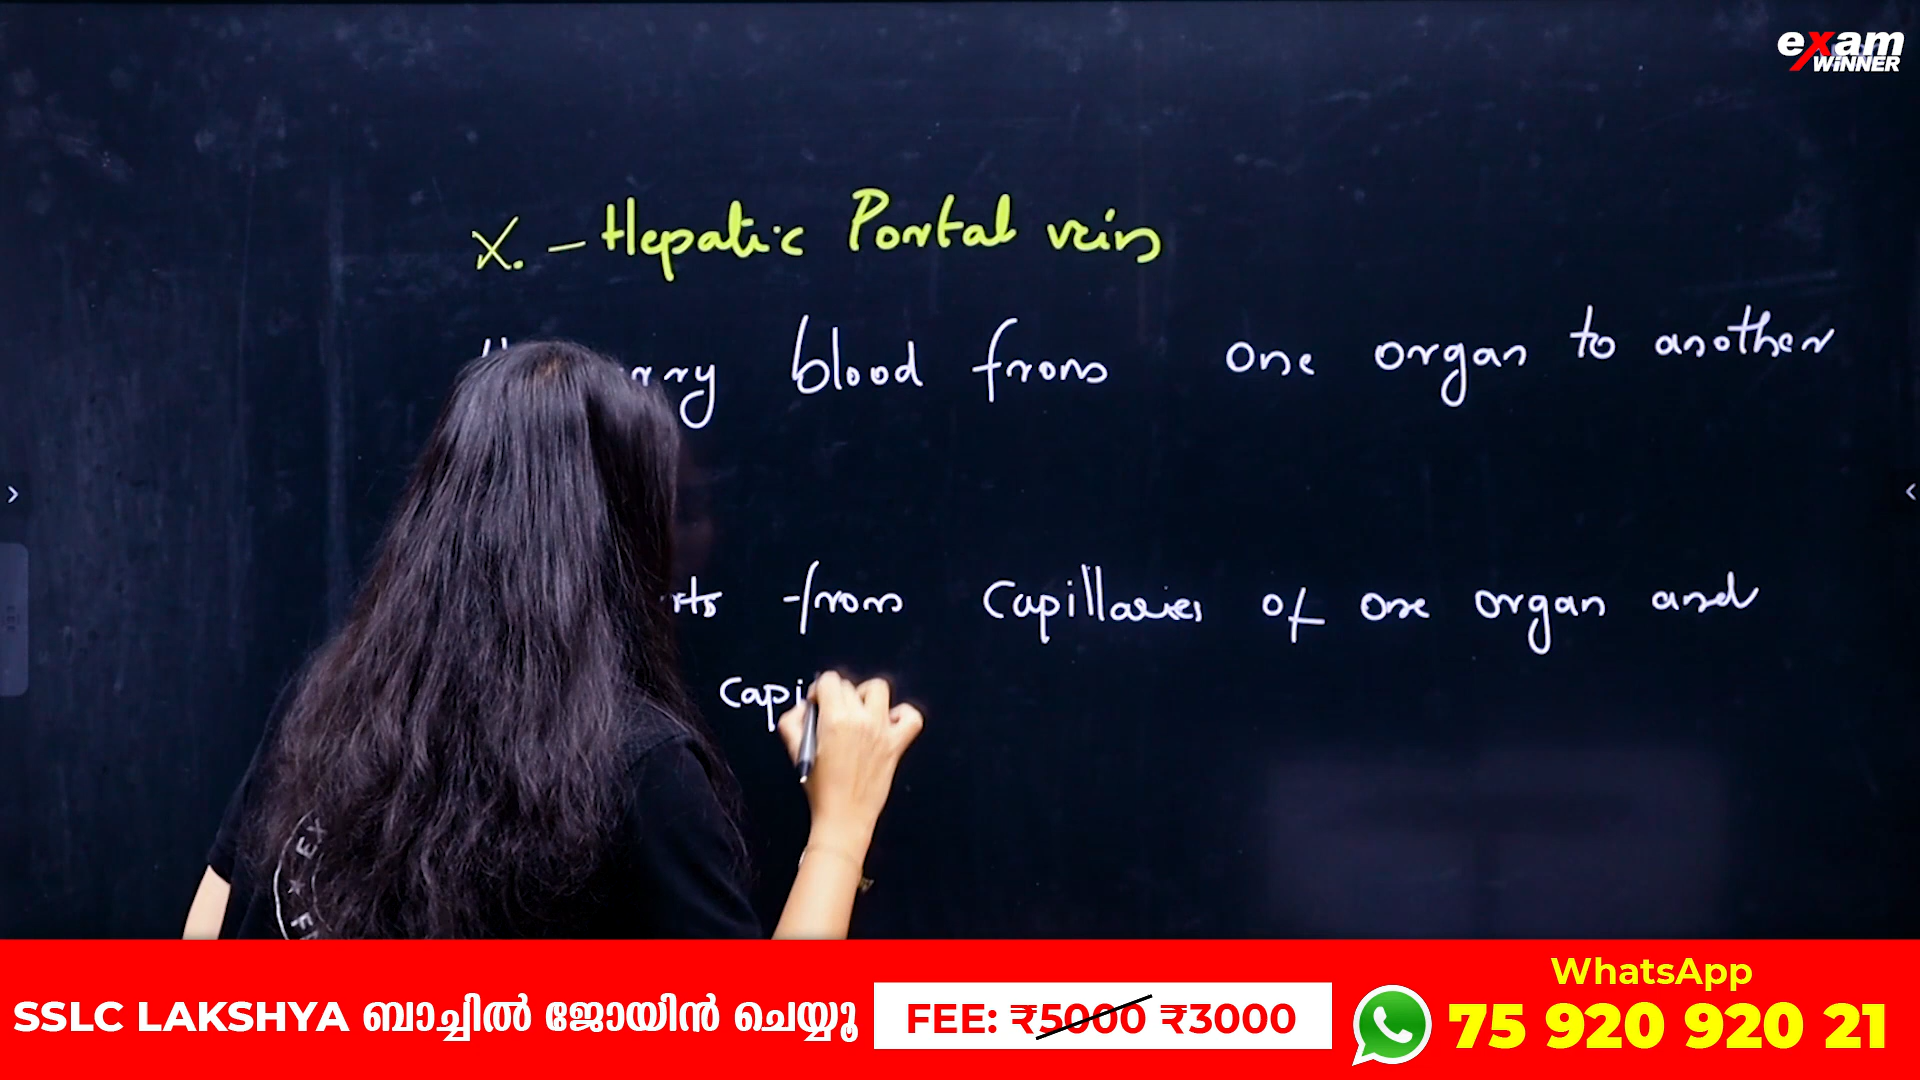 exam
WINNER
X. - Hepatic Portal vein
blood from one organ to another
from capillaries of one organ and
capi
SSLC LAKSHYA ബാച്ചിൽ ജോയിൻ ചെയ്യൂ
FEE: ₹5000 ₹3000
WhatsApp
75 920 920 21